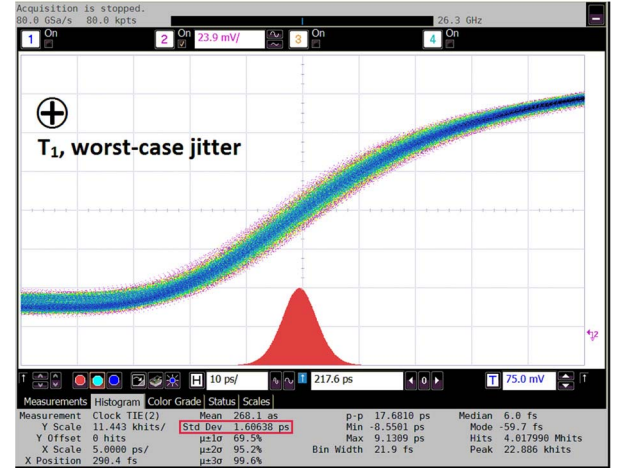 Acquisition is stopped.
80.0 GSa/s 80.0 kpts 26.3 GHz
1 On 2 On 23.9 mV/ 3 On 4 On
T1, worst-case jitter
H 10 ps/ 217.6 ps 0 T 75.0 mV
Measurements Histogram Color Grade Status Scales
Measurement Clock TIE(2) Mean 268.1 as p-p 17.6810 ps Median 6.0 fs
Y Scale 11.443 khits/ Std Dev 1.60638 ps Min -8.5501 ps Mode -59.7 fs
Y Offset 0 hits μ±1σ 69.5% Max 9.1309 ps Hits 4.017990 Mhits
X Scale 5.0000 ps/ μ±2σ 95.2% Bin Width 21.9 fs Peak 22.886 khits
X Position 290.4 fs μ±3σ 99.6%